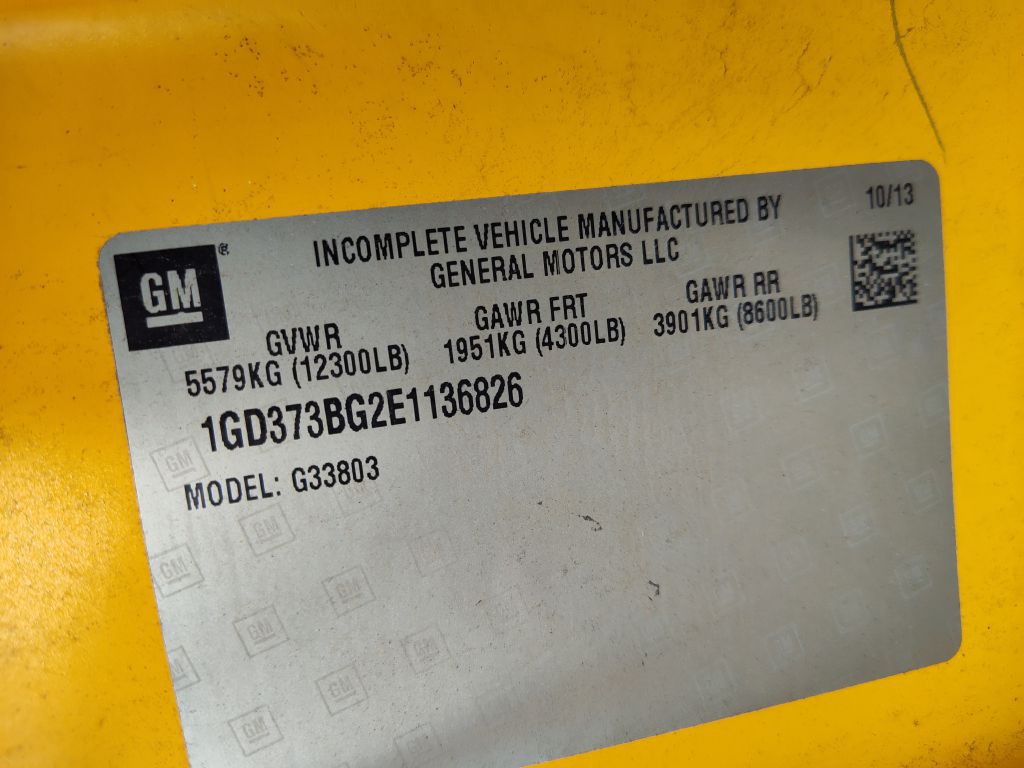 10/13
GM®
INCOMPLETE VEHICLE MANUFACTURED BY
GENERAL MOTORS LLC
GVWR GAWR FRT GAWR RR
5579KG (12300LB) 1951KG (4300LB) 3901KG (8600LB)
1GD373BG2E1136826
MODEL: G33803